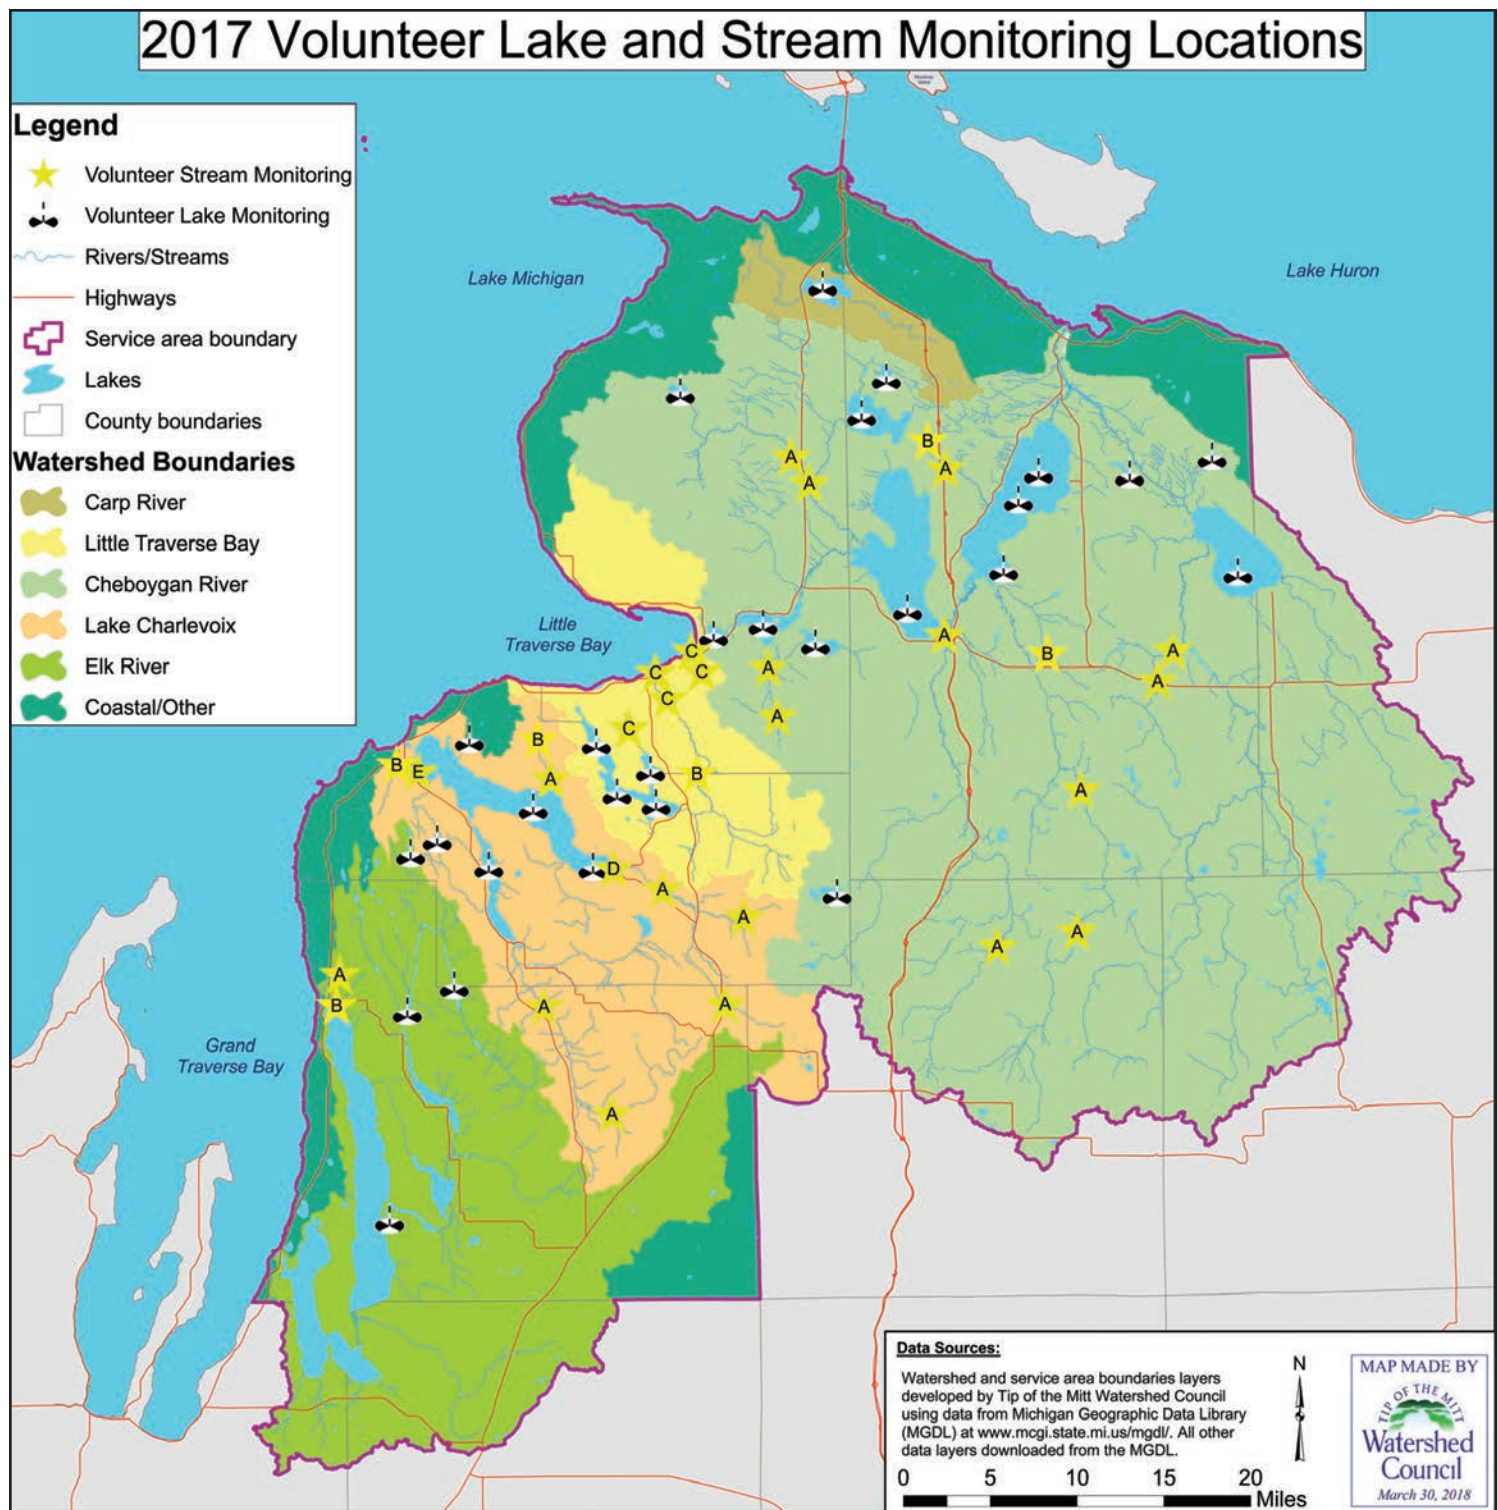 2017 Volunteer Lake and Stream Monitoring Locations
Legend
Volunteer Stream Monitoring
Volunteer Lake Monitoring
Rivers/Streams
Highways
Service area boundary
Lakes
County boundaries
Watershed Boundaries
Carp River
Little Traverse Bay
Cheboygan River
Lake Charlevoix
Elk River
Coastal/Other
Lake Michigan
Lake Huron
B
A
A
A
Little
Traverse Bay
A
B
A
A
C
C
C
C
C
A
A
B
A
B
B
E
A
D
A
A
A
A
A
B
A
A
A
Grand
Traverse Bay
Data Sources:
Watershed and service area boundaries layers
developed by Tip of the Mitt Watershed Council
using data from Michigan Geographic Data Library
(MGDL) at www.mcgi.state.mi.us/mgdl/. All other
data layers downloaded from the MGDL.
N
0 5 10 15 20
Miles
MAP MADE BY
TIP OF THE MITT
Watershed
Council
March 30, 2018